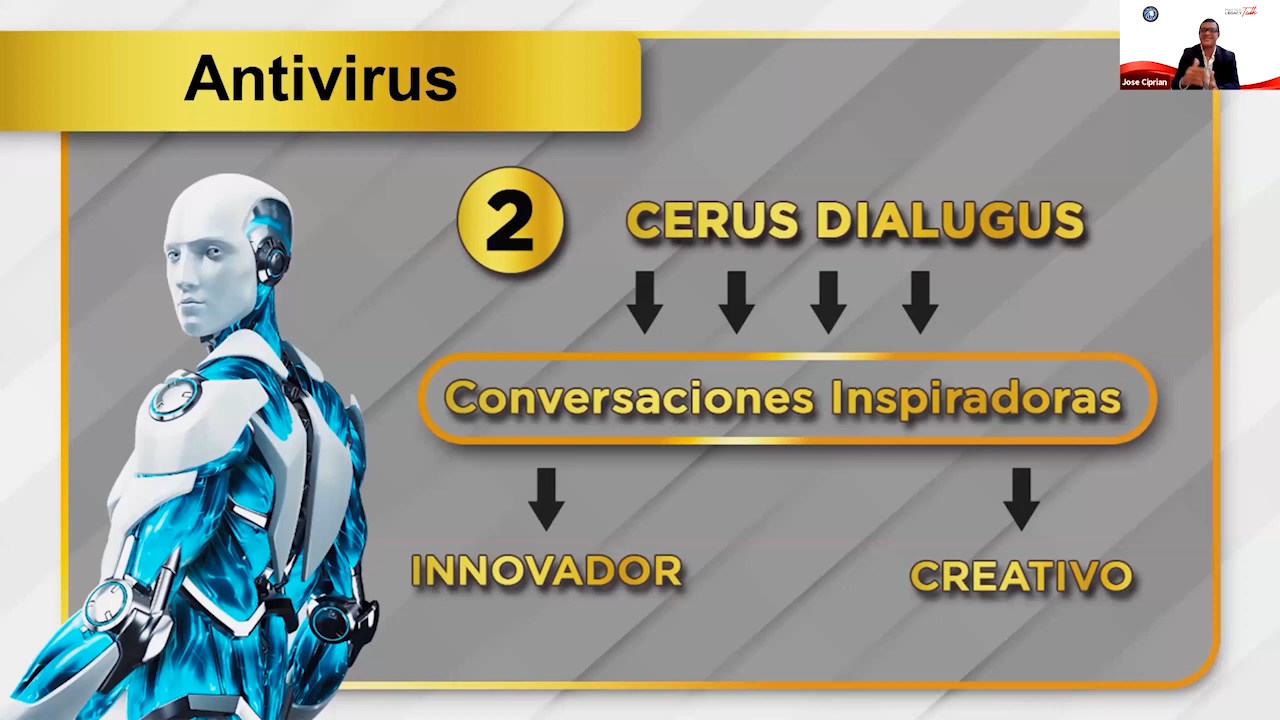 Antivirus
Jose Ciprian
2
CERUS DIALUGUS
Conversaciones Inspiradoras
INNOVADOR
CREATIVO